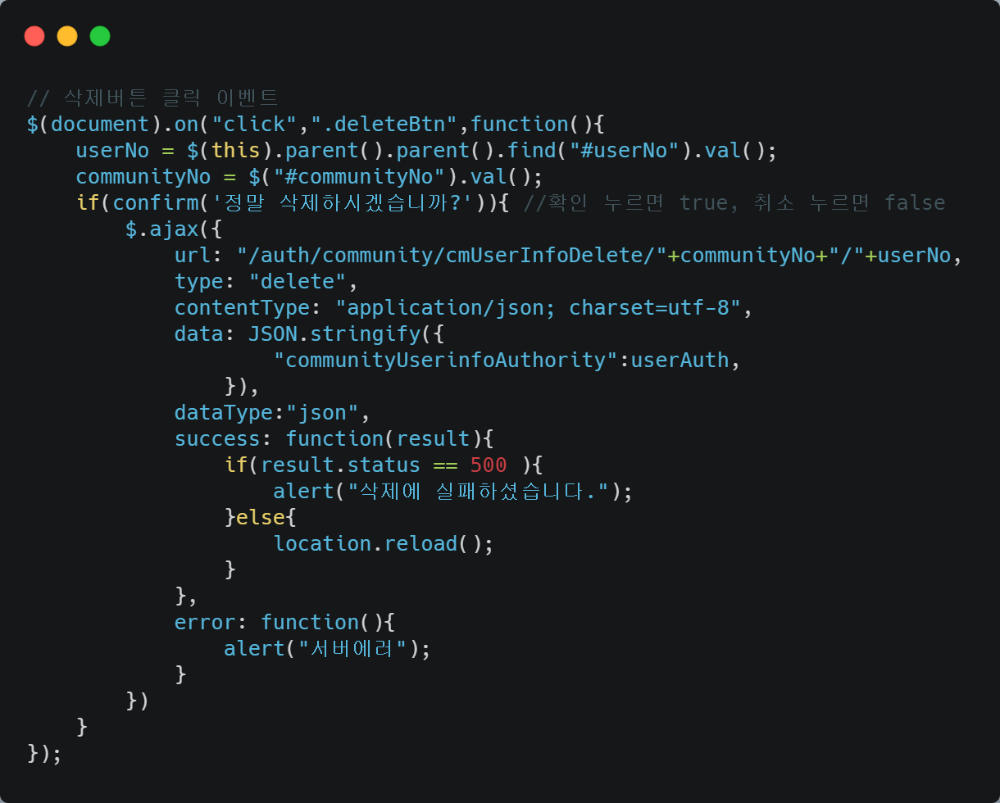 // 삭제버튼 클릭 이벤트
$(document).on("click",".deleteBtn",function(){
    userNo = $(this).parent().parent().find("#userNo").val();
    communityNo = $("#communityNo").val();
    if(confirm('정말 삭제하시겠습니까?')){ //확인 누르면 true, 취소 누르면 false
        $.ajax({
            url: "/auth/community/cmUserInfoDelete/"+communityNo+"/"+userNo,
            type: "delete",
            contentType: "application/json; charset=utf-8",
            data: JSON.stringify({
                    "communityUserinfoAuthority":userAuth,
                }),
            dataType:"json",
            success: function(result){
                if(result.status == 500 ){
                    alert("삭제에 실패하셨습니다.");
                }else{
                    location.reload();
                }
            },
            error: function(){
                alert("서버에러");
            }
        })
    }
});